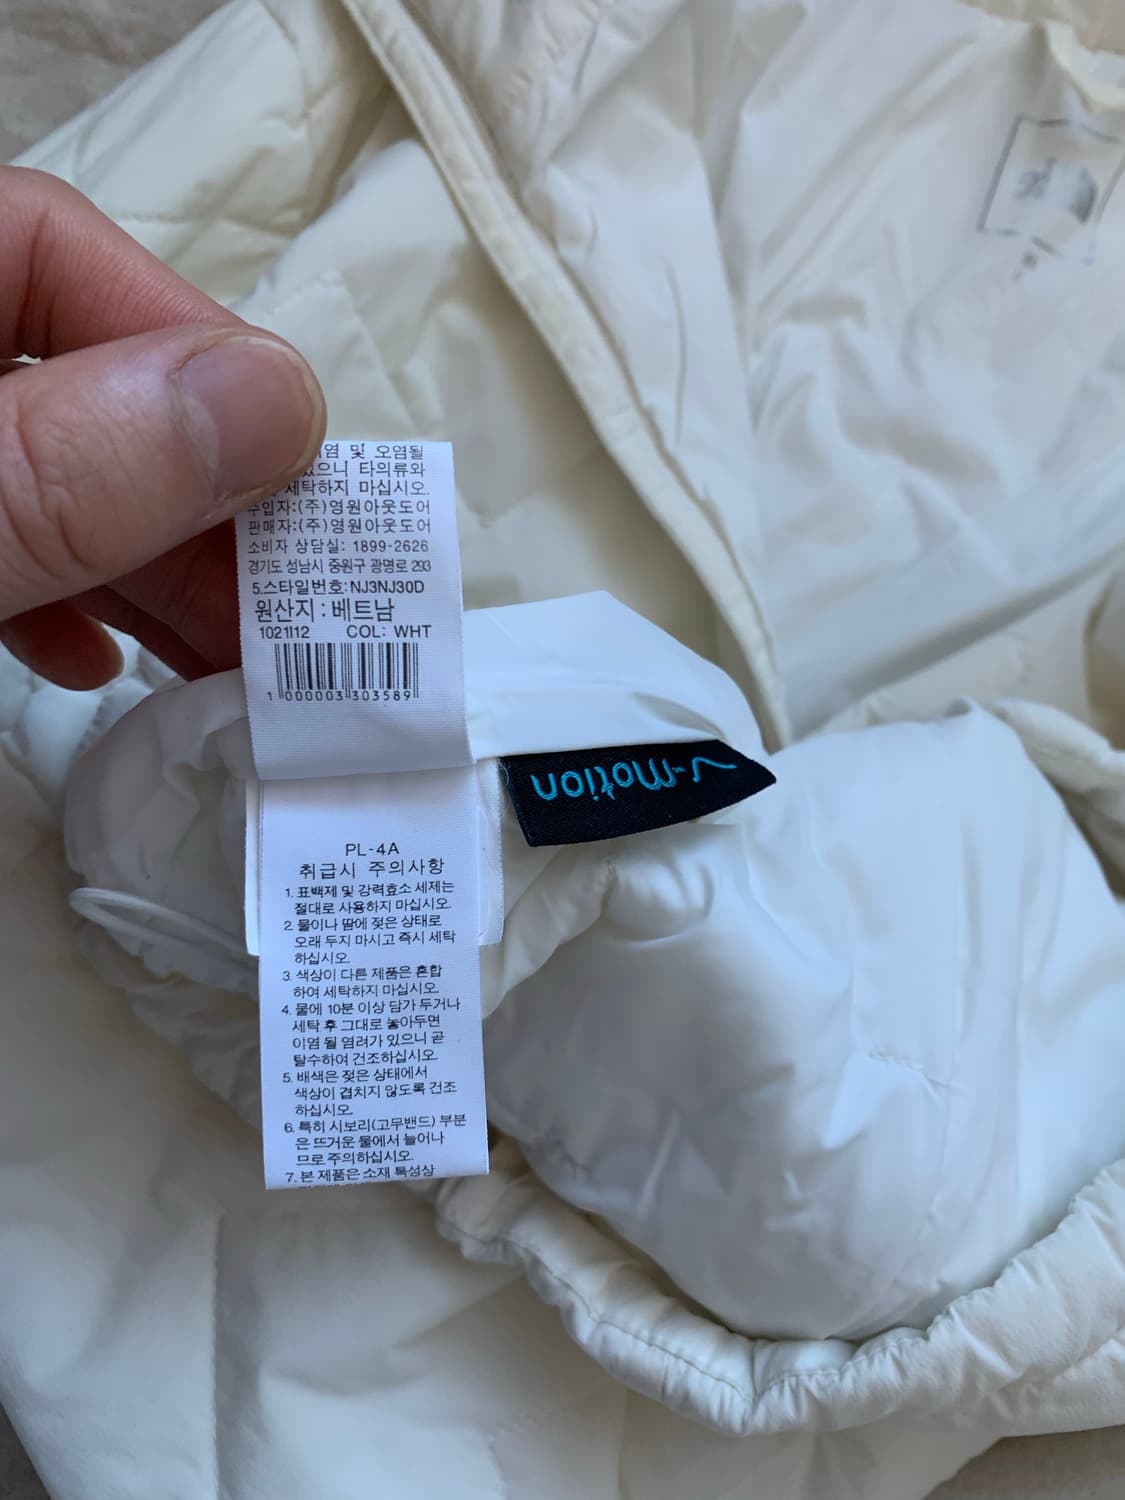 및 오염될
있으니 타의류와
세탁하지 마십시오.
수입자:(주)영원아웃도어
판매자:(주)영원아웃도어
소비자 상담실: 1899-2626
경기도 성남시 중원구 광명로 293
5.스타일번호:NJ3NJ30D
원산지:베트남
1021112 COL: WHT
1 000003 303589
V-Motion
PL-4A
취급시 주의사항
1. 표백제 및 강력효소 세제는
절대로 사용하지 마십시오.
2. 물이나 땀에 젖은 상태로
오래 두지 마시고 즉시 세탁
하십시오.
3. 색상이 다른 제품은 혼합
하여 세탁하지 마십시오.
4. 물에 10분 이상 담가 두거나
세탁 후 그대로 놓아두면
이염 될 염려가 있으니 곧
탈수하여 건조하십시오.
5. 배색은 젖은 상태에서
색상이 겹치지 않도록 건조
하십시오.
6. 특히 시보리(고무밴드) 부분
은 뜨거운 물에서 늘어나
므로 주의하십시오.
7. 본 제품은 소재 특성상